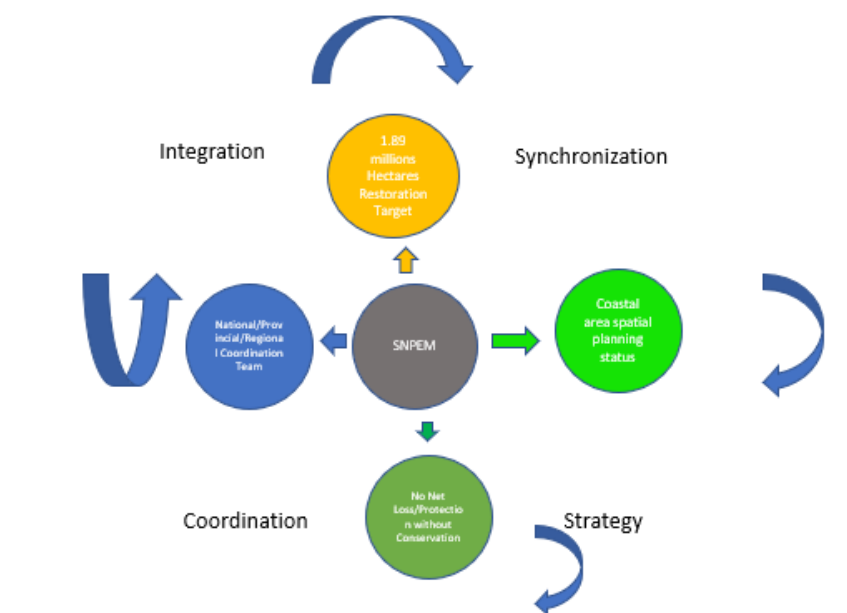 Integration
1.89
millions
Hectares
Restoration
Target
Synchronization
National/Prov
incial/Regiona
l Coordination
Team
SNPEM
Coastal
area spatial
planning
status
Coordination
No Net
Loss/Protectio
n without
Conservation
Strategy